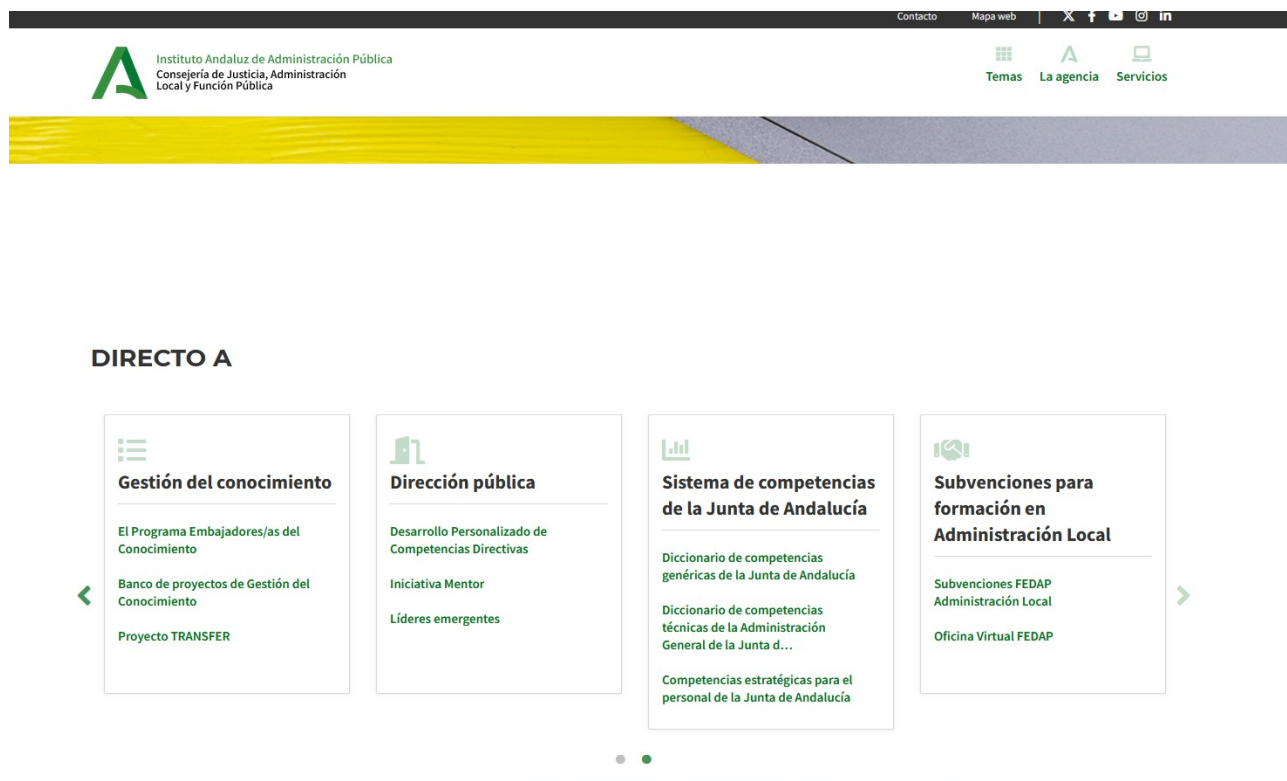 Contacto Mapa web
Instituto Andaluz de Administración Pública
Consejería de Justicia, Administración
Local y Función Pública
Temas La agencia Servicios
DIRECTO A
Gestión del conocimiento
El Programa Embajadores/as del
Conocimiento
Banco de proyectos de Gestión del
Conocimiento
Proyecto TRANSFER
Dirección pública
Desarrollo Personalizado de
Competencias Directivas
Iniciativa Mentor
Líderes emergentes
Sistema de competencias
de la Junta de Andalucía
Diccionario de competencias
genéricas de la Junta de Andalucía
Diccionario de competencias
técnicas de la Administración
General de la Junta d...
Competencias estratégicas para el
personal de la Junta de Andalucía
Subvenciones para
formación en
Administración Local
Subvenciones FEDAP
Administración Local
Oficina Virtual FEDAP